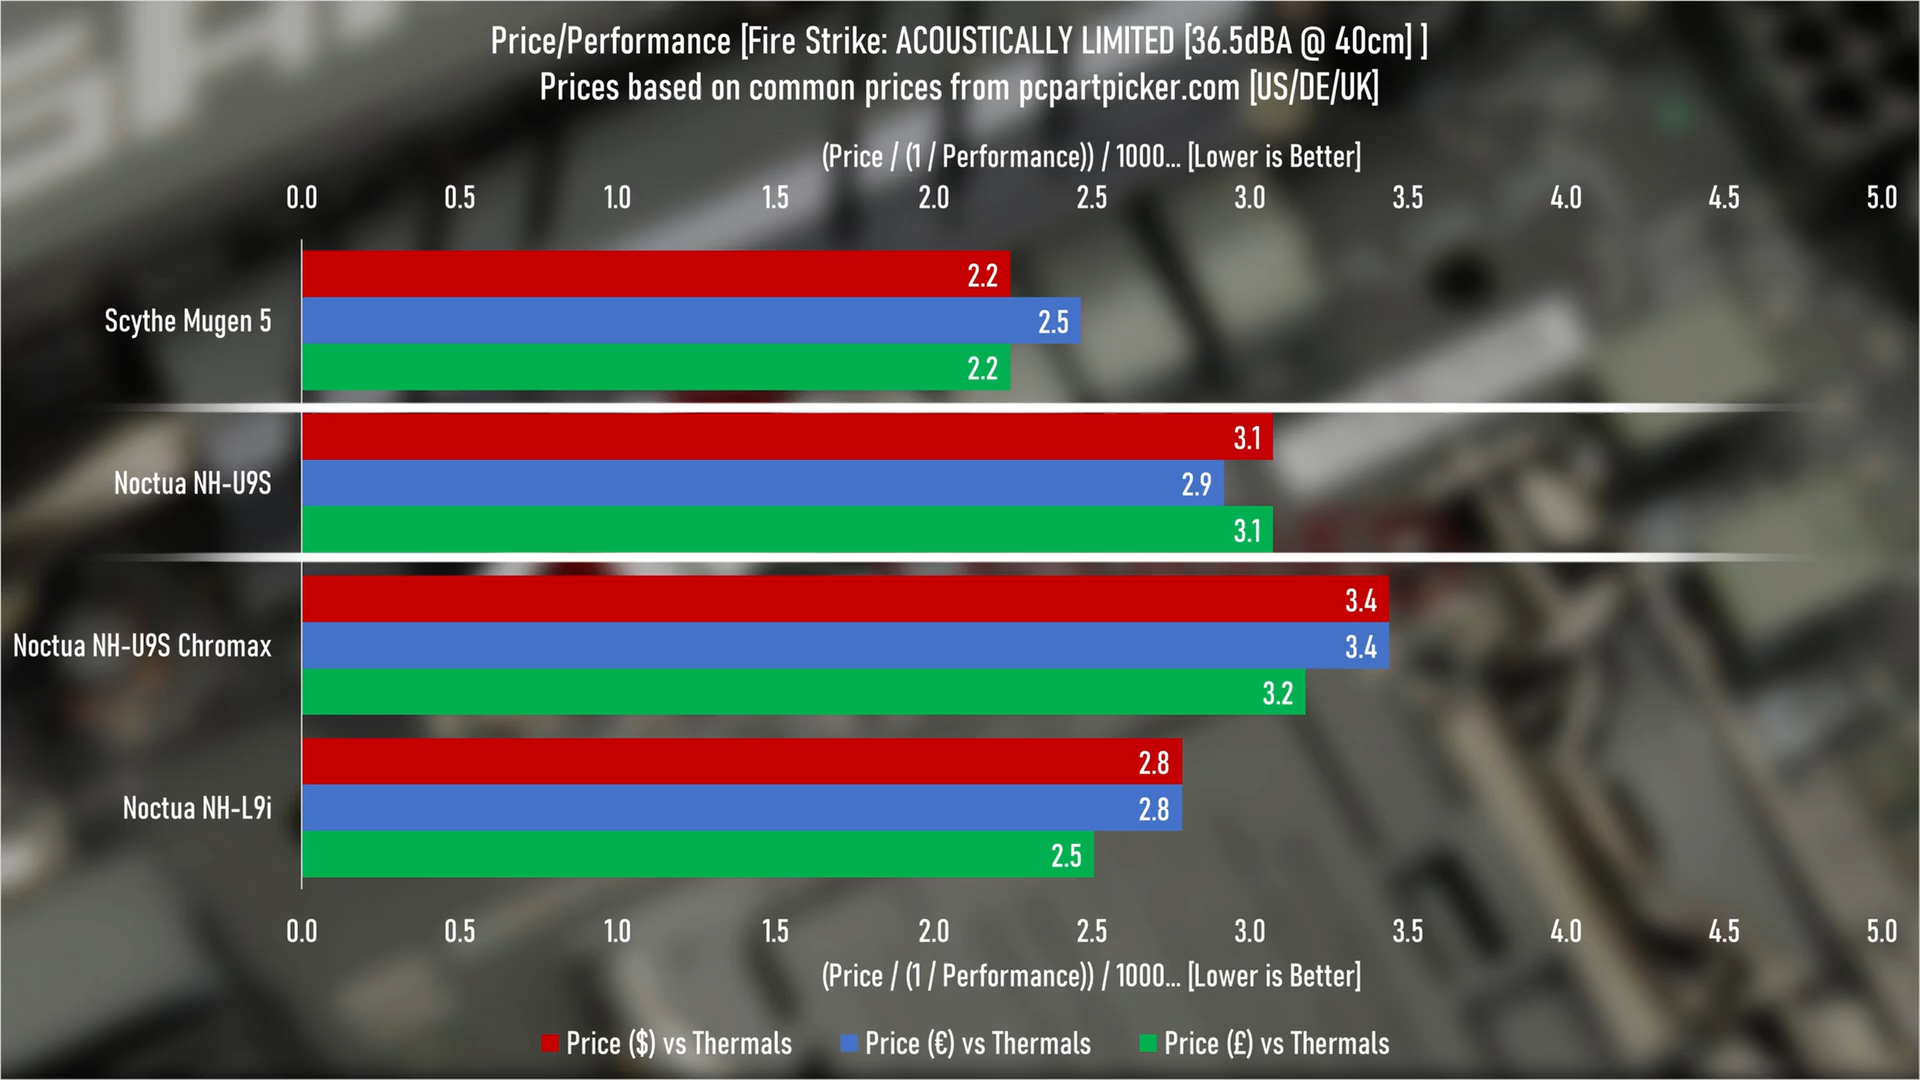 Price/Performance [Fire Strike: ACOUSTICALLY LIMITED [36.5dBA @ 40cm] ]
Prices based on common prices from pcpartpicker.com [US/DE/UK]
(Price / (1 / Performance)) / 1000... [Lower is Better]
0.0 0.5 1.0 1.5 2.0 2.5 3.0 3.5 4.0 4.5 5.0
2.2
Scythe Mugen 5 2.5
2.2
3.1
Noctua NH-U9S 2.9
3.1
3.4
Noctua NH-U9S Chromax 3.4
3.2
2.8
Noctua NH-L9i 2.8
2.5
0.0 0.5 1.0 1.5 2.0 2.5 3.0 3.5 4.0 4.5 5.0
(Price / (1 / Performance)) / 1000... [Lower is Better]
Price ($) vs Thermals Price (€) vs Thermals Price (£) vs Thermals